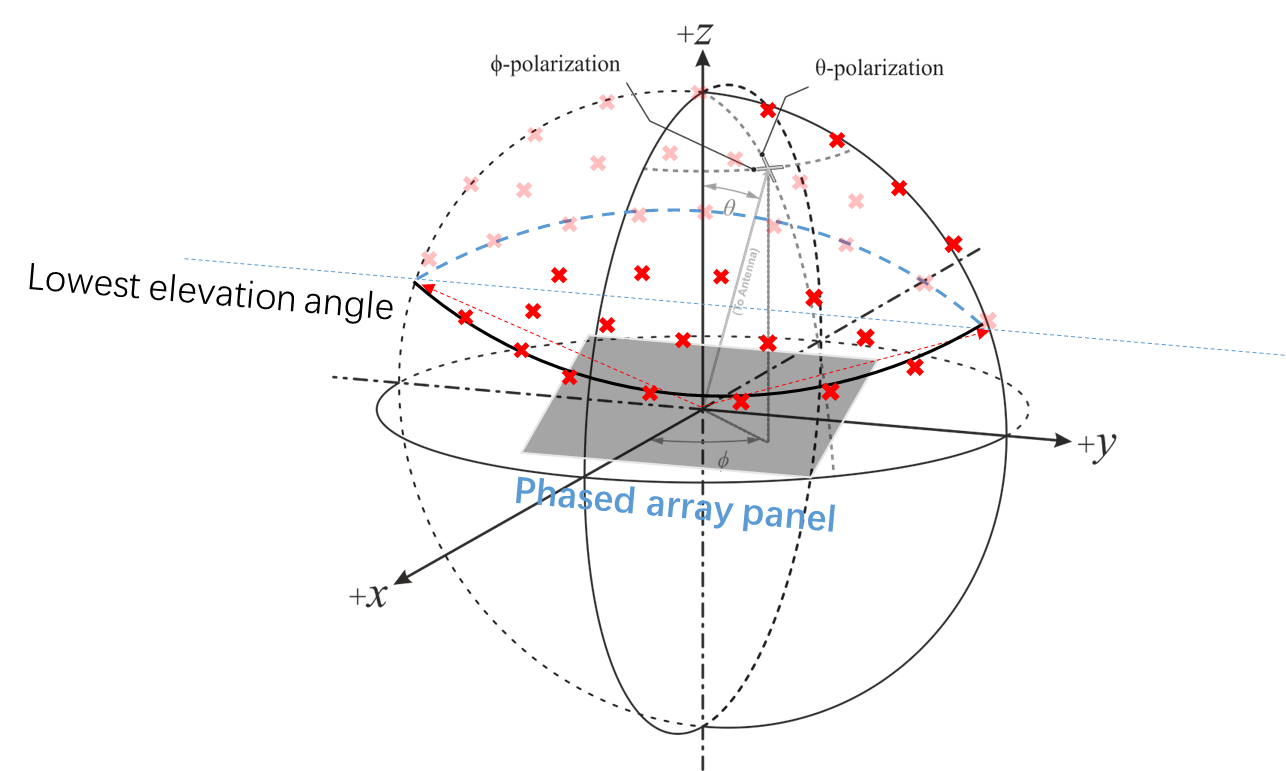 +z
ϕ-polarization
θ-polarization
θ
(To Antenna)
Lowest elevation angle
+y
ϕ
Phased array panel
+x